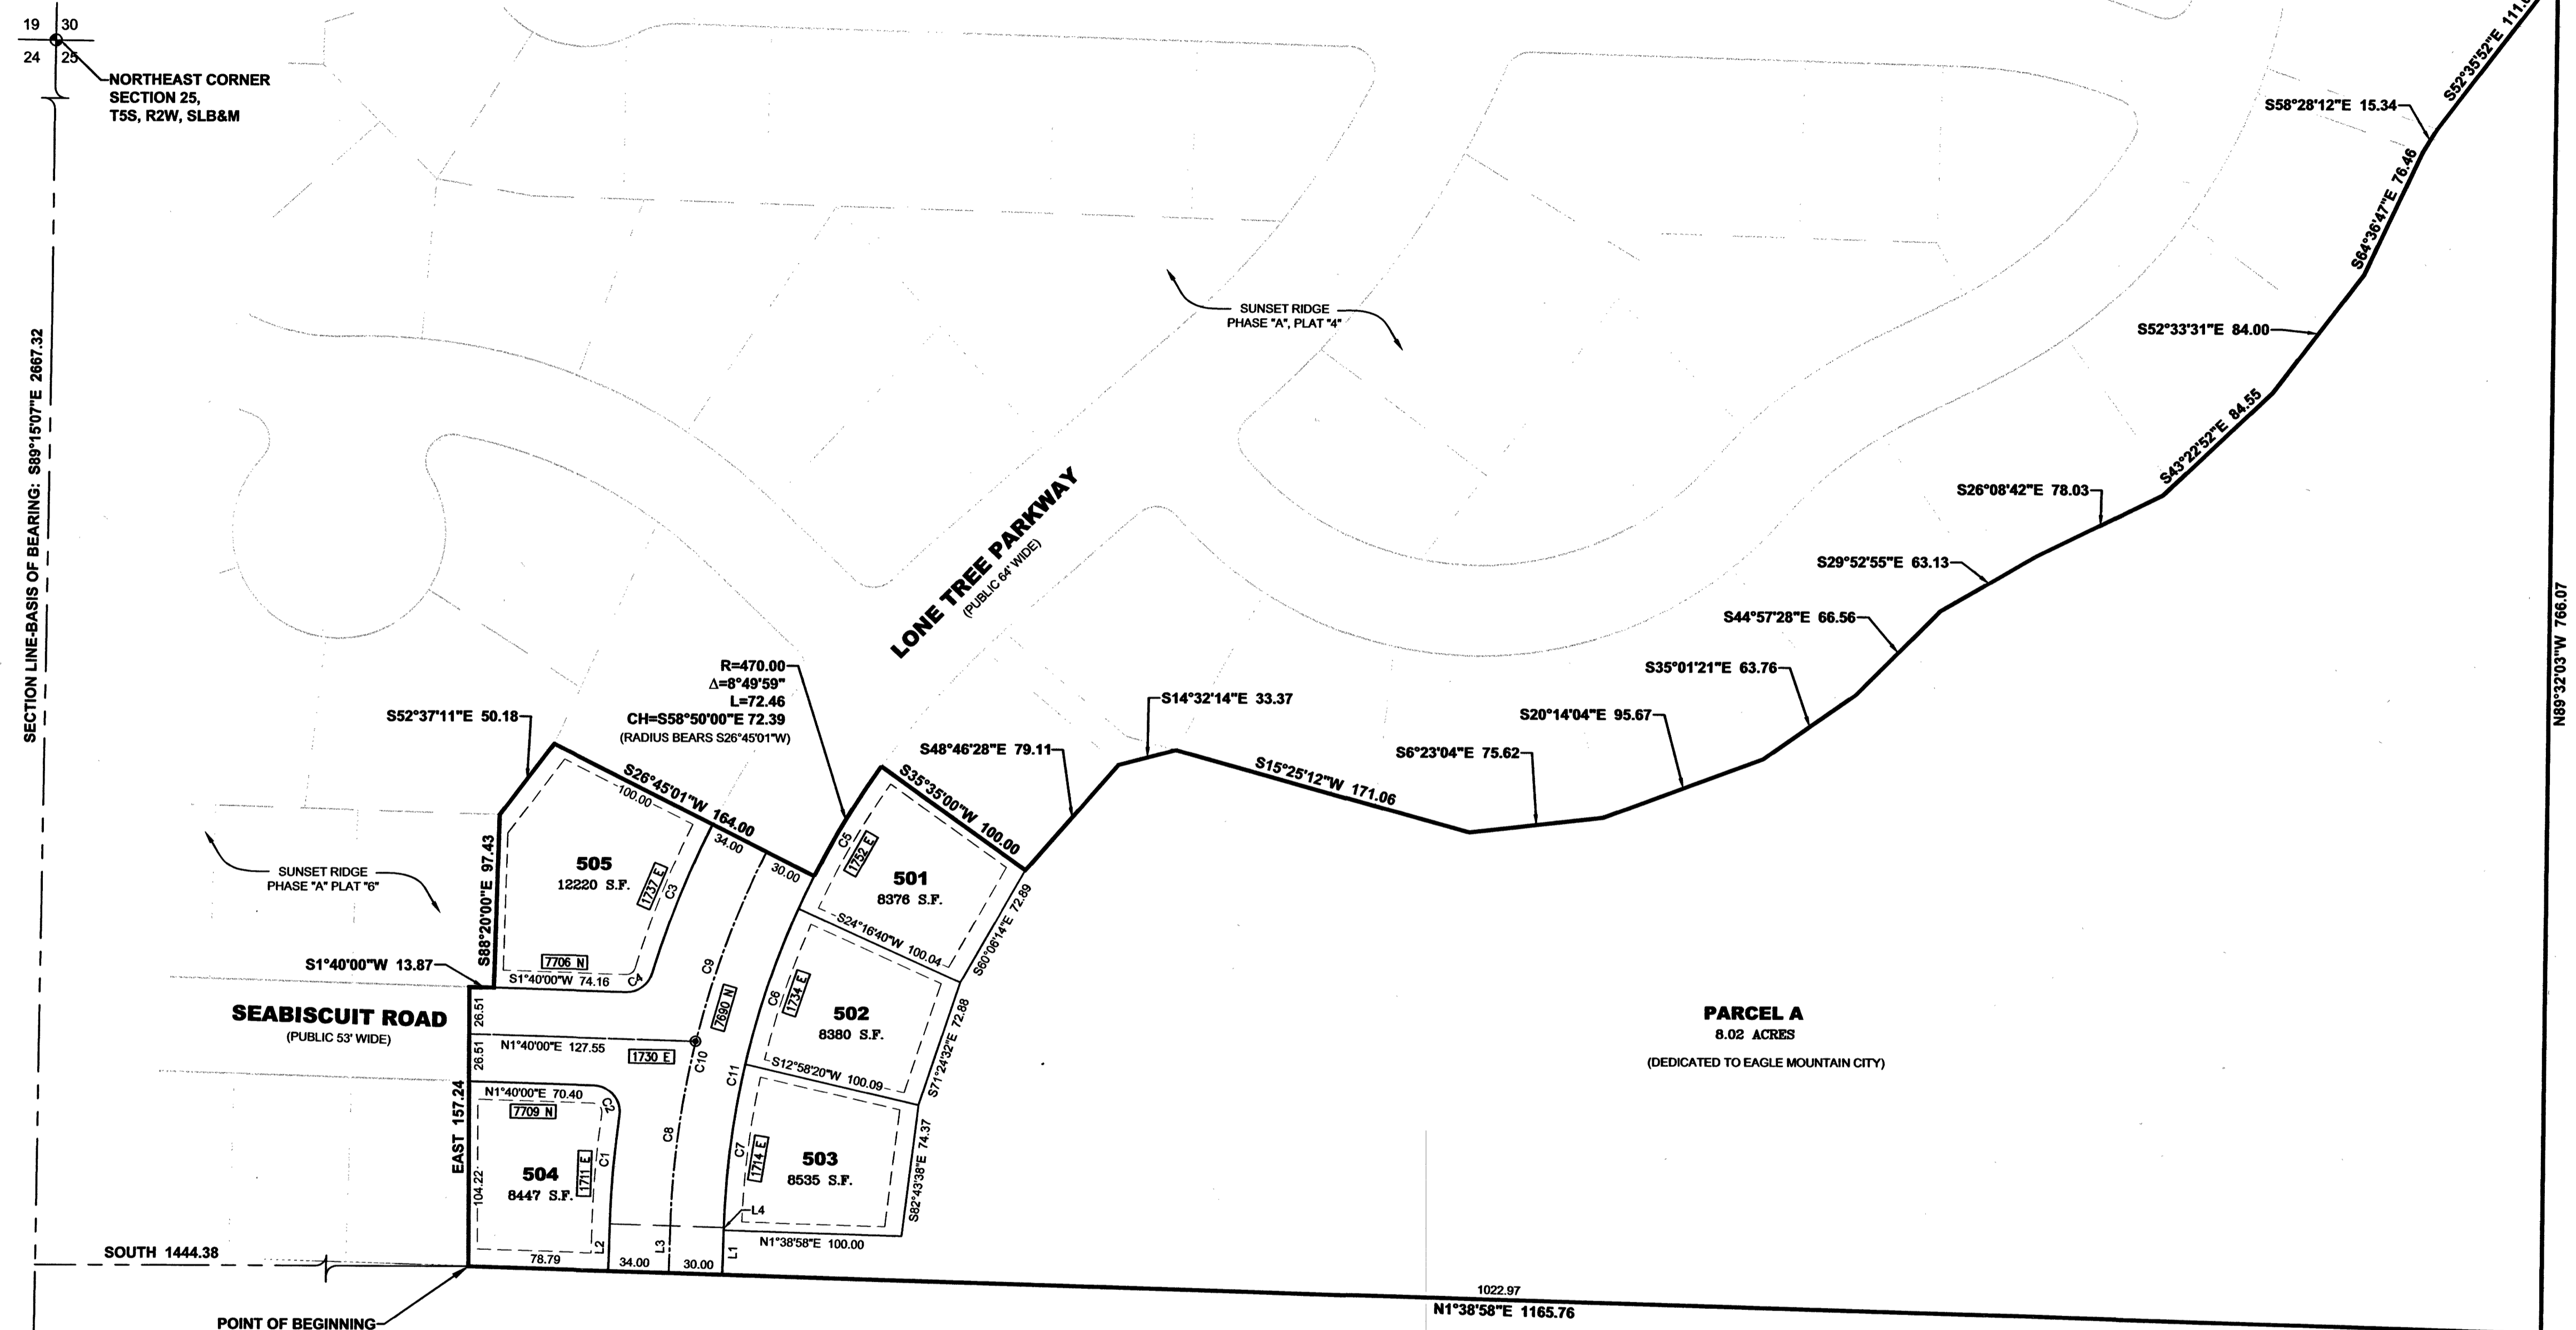 19 30
24 25
NORTHEAST CORNER
SECTION 25,
T5S, R2W, SLB&M
SECTION LINE-BASIS OF BEARING: S89°15'07"E 2667.32
SUNSET RIDGE
PHASE "A", PLAT "4"
LONE TREE PARKWAY
(PUBLIC 64' WIDE)
S58°28'12"E 15.34
S64°36'47"E 76.46
S52°33'31"E 84.00
S43°22'52"E 84.55
S26°08'42"E 78.03
S29°52'55"E 63.13
S44°57'28"E 66.56
S35°01'21"E 63.76
S20°14'04"E 95.67
S6°23'04"E 75.62
S15°25'12"W 171.06
S14°32'14"E 33.37
S48°46'28"E 79.11
S35°35'00"W 100.00
R=470.00
Δ=8°49'59"
L=72.46
CH=S58°50'00"E 72.39
(RADIUS BEARS S26°45'01"W)
S52°37'11"E 50.18
S26°45'01"W 164.00
100.00
34.00
30.00
S88°20'00"E 97.43
505
12220 S.F.
1737 E
C3
7706 N
S1°40'00"W 74.16
C4
C5
1752 E
501
8376 S.F.
S24°16'40"W 100.04
S60°06'14"E 72.89
SUNSET RIDGE
PHASE "A" PLAT "6"
S1°40'00"W 13.87
SEABISCUIT ROAD
(PUBLIC 53' WIDE)
26.51
26.51
N1°40'00"E 127.55
1730 E
C9
7690 N
C10
C6
1734 E
502
8380 S.F.
S12°58'20"W 100.09
S71°24'32"E 72.88
C11
EAST 157.24
N1°40'00"E 70.40
7709 N
C2
104.22
504
8447 S.F.
1711 E
C1
C8
C7
1714 E
503
8535 S.F.
S82°43'38"E 74.37
L4
N1°38'58"E 100.00
L2
L3
L1
78.79
34.00
30.00
PARCEL A
8.02 ACRES
(DEDICATED TO EAGLE MOUNTAIN CITY)
N89°32'03"W 766.07
SOUTH 1444.38
POINT OF BEGINNING
1022.97
N1°38'58"E 1165.76
S52°35'52"E